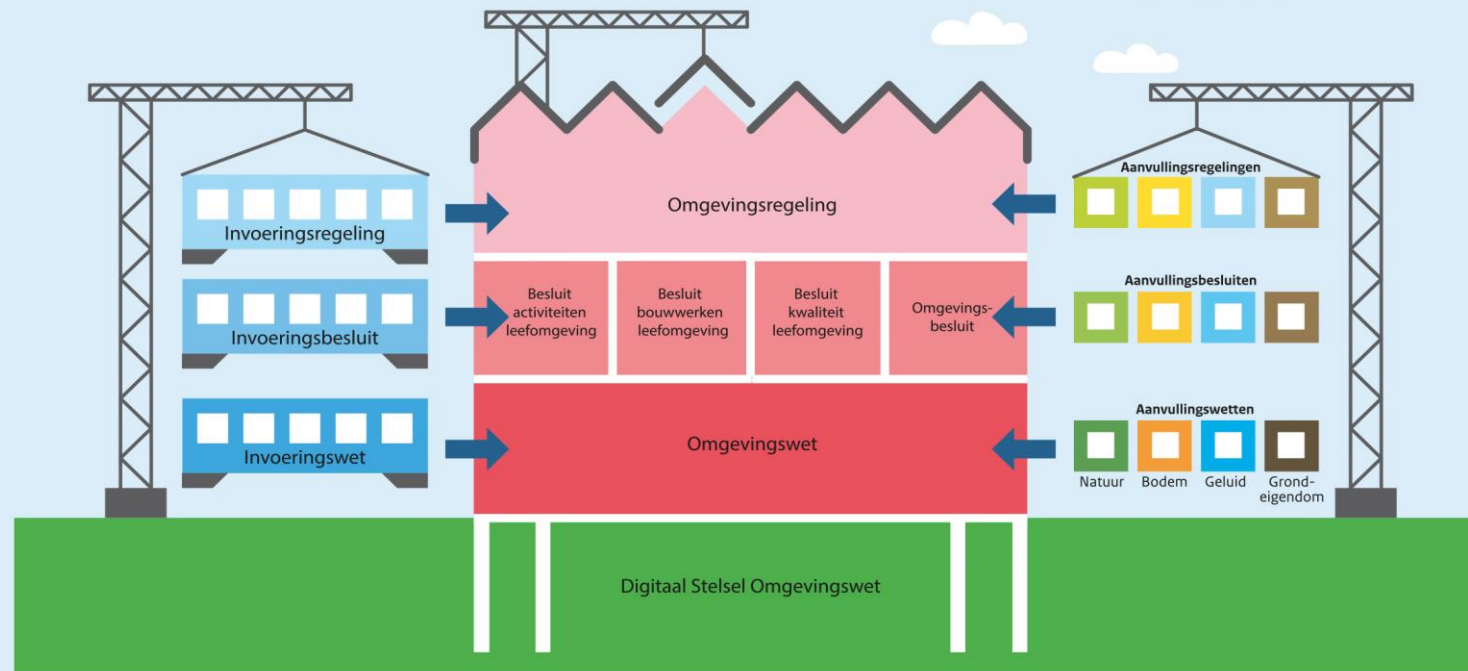 Aanvullingsregelingen
Omgevingsregeling
Invoeringsregeling
Aanvullingsbesluiten
Besluit
activiteiten
leefomgeving
Besluit
bouwwerken
leefomgeving
Besluit
kwaliteit
leefomgeving
Omgevings-
besluit
Invoeringsbesluit
Aanvullingswetten
Omgevingswet
Invoeringswet
Natuur
Bodem
Geluid
Grond-
eigendom
Digitaal Stelsel Omgevingswet